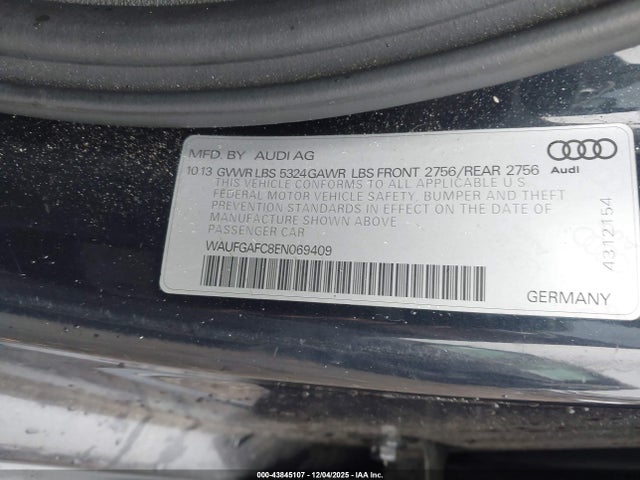 MFD. BY AUDI AG
10 13 GVWR LBS 5324 GAWR LBS FRONT 2756/REAR 2756
THIS VEHICLE CONFORMS TO ALL APPLICABLE U S
FEDERAL MOTOR VEHICLE SAFETY, BUMPER AND THEFT
PREVENTION STANDARDS IN EFFECT ON THE DATE OF
MANUFACTURE SHOWN ABOVE
PASSENGER CAR
WAUFGAFC8EN069409
Audi
4312154
GERMANY
000-43845107 - 12/04/2025 - IAA Inc.